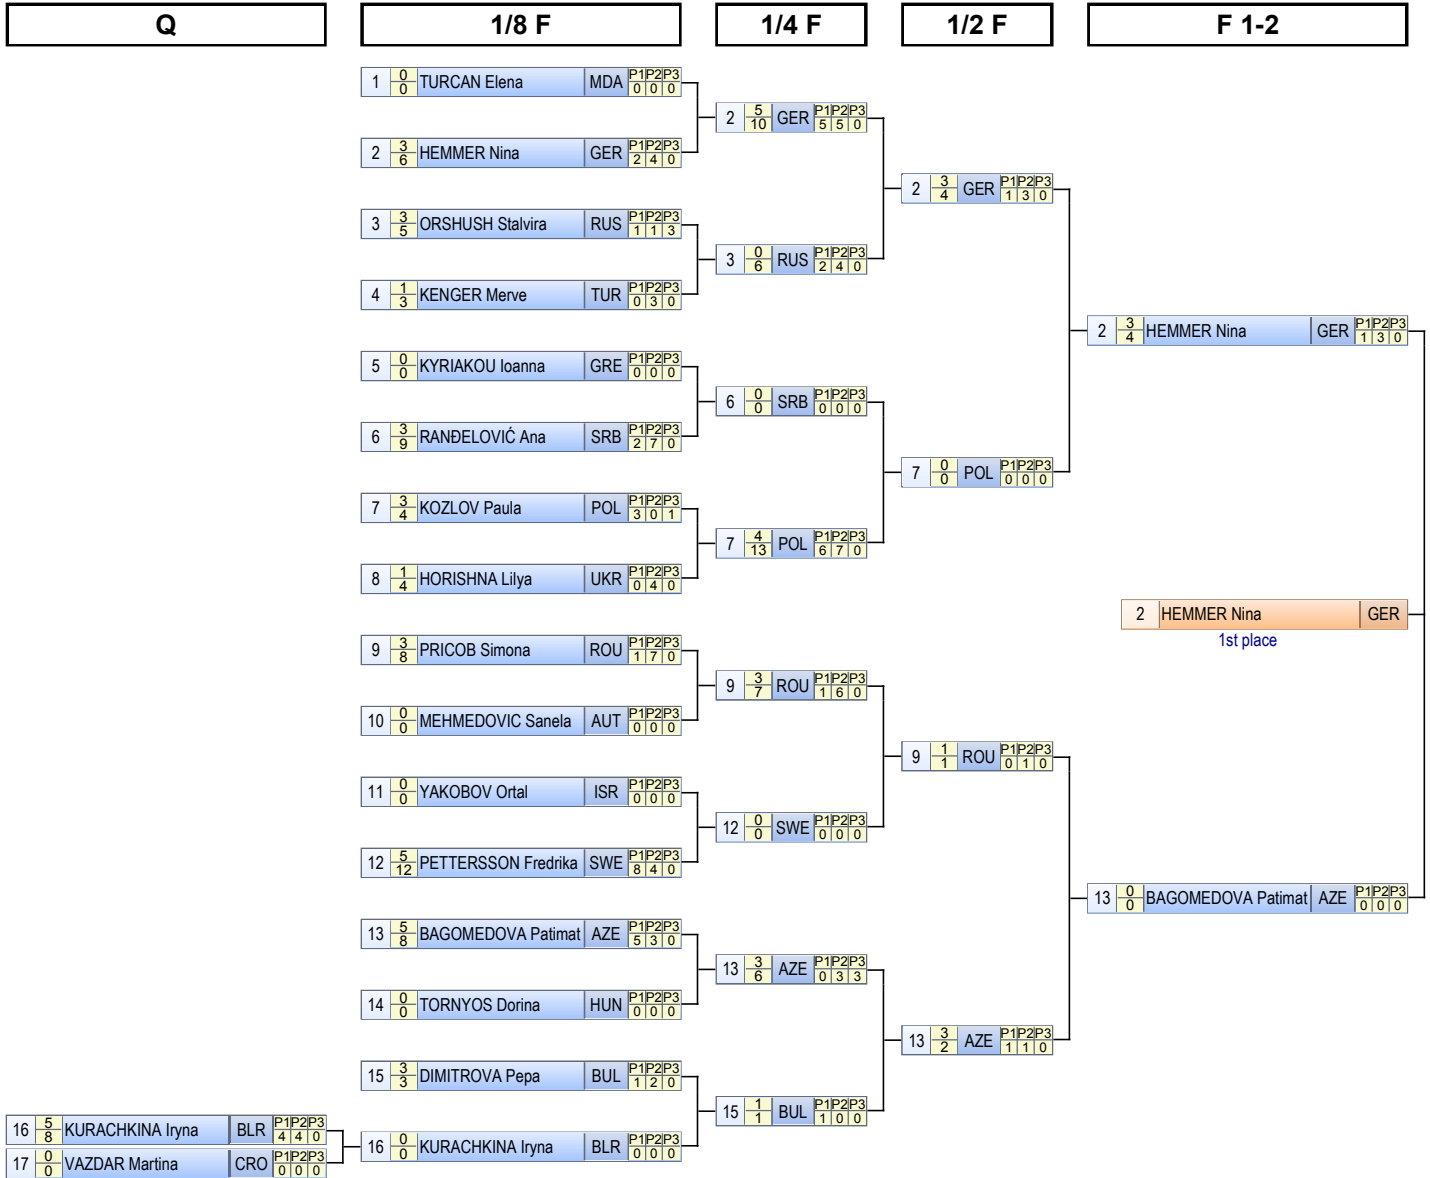 Q 1/8 F 1/4 F 1/2 F F 1-2
1 0 0 TURCAN Elena MDA P1 P2 P3 0 0 0
2 5 10 GER P1 P2 P3 5 5 0
2 3 6 HEMMER Nina GER P1 P2 P3 2 4 0
2 3 4 GER P1 P2 P3 1 3 0
3 3 5 ORSHUSH Stalvira RUS P1 P2 P3 1 1 3
3 0 6 RUS P1 P2 P3 2 4 0
4 1 3 KENGER Merve TUR P1 P2 P3 0 3 0
2 3 4 HEMMER Nina GER P1 P2 P3 1 3 0
5 0 0 KYRIAKOU Ioanna GRE P1 P2 P3 0 0 0
6 0 0 SRB P1 P2 P3 0 0 0
6 3 9 RANĐELOVIĆ Ana SRB P1 P2 P3 2 7 0
7 0 0 POL P1 P2 P3 0 0 0
7 3 4 KOZLOV Paula POL P1 P2 P3 3 0 1
7 4 13 POL P1 P2 P3 6 7 0
8 1 4 HORISHNA Lilya UKR P1 P2 P3 0 4 0
2 HEMMER Nina GER
1st place
9 3 8 PRICOB Simona ROU P1 P2 P3 1 7 0
9 3 7 ROU P1 P2 P3 1 6 0
10 0 0 MEHMEDOVIC Sanela AUT P1 P2 P3 0 0 0
9 1 1 ROU P1 P2 P3 0 1 0
11 0 0 YAKOBOV Ortal ISR P1 P2 P3 0 0 0
12 0 0 SWE P1 P2 P3 0 0 0
12 5 12 PETTERSSON Fredrika SWE P1 P2 P3 8 4 0
13 0 0 BAGOMEDOVA Patimat AZE P1 P2 P3 0 0 0
13 5 8 BAGOMEDOVA Patimat AZE P1 P2 P3 5 3 0
13 3 6 AZE P1 P2 P3 0 3 3
14 0 0 TORNYOS Dorina HUN P1 P2 P3 0 0 0
13 3 2 AZE P1 P2 P3 1 1 0
15 3 3 DIMITROVA Pepa BUL P1 P2 P3 1 2 0
15 1 1 BUL P1 P2 P3 1 0 0
16 5 8 KURACHKINA Iryna BLR P1 P2 P3 4 4 0
16 0 0 KURACHKINA Iryna BLR P1 P2 P3 0 0 0
17 0 0 VAZDAR Martina CRO P1 P2 P3 0 0 0